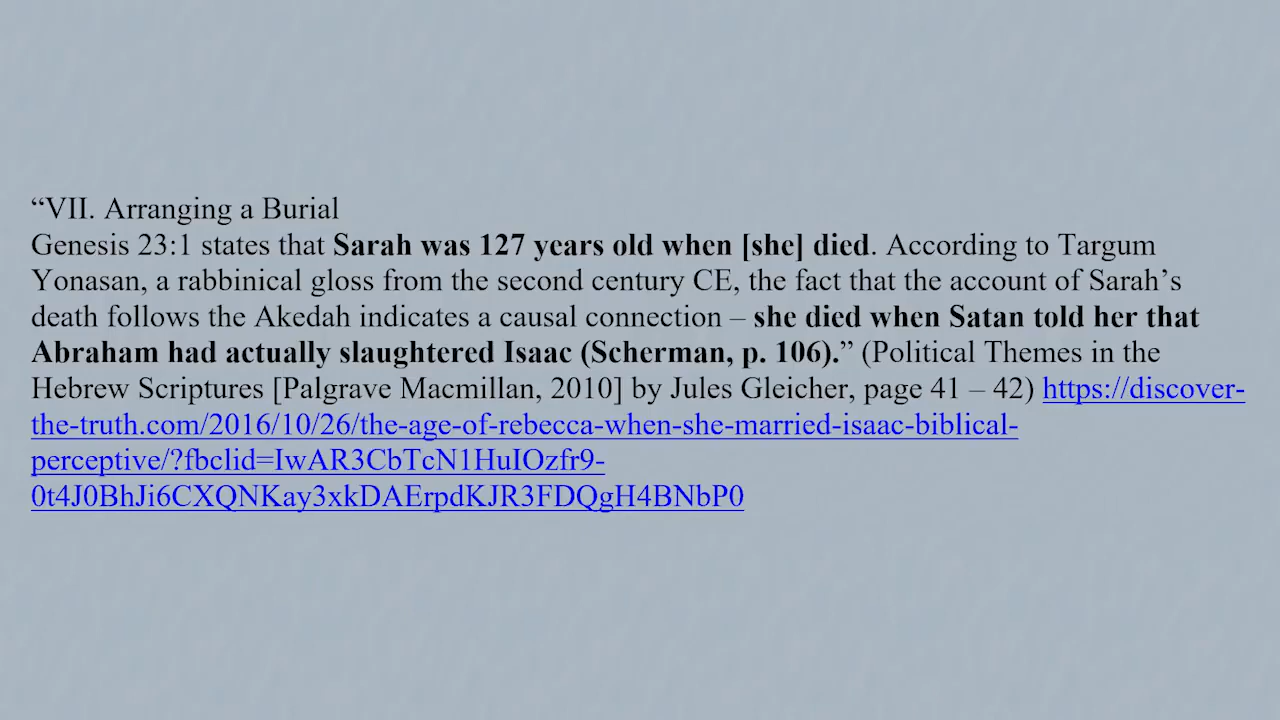 “VII. Arranging a Burial
Genesis 23:1 states that Sarah was 127 years old when [she] died. According to Targum
Yonasan, a rabbinical gloss from the second century CE, the fact that the account of Sarah’s
death follows the Akedah indicates a causal connection – she died when Satan told her that
Abraham had actually slaughtered Isaac (Scherman, p. 106).” (Political Themes in the
Hebrew Scriptures [Palgrave Macmillan, 2010] by Jules Gleicher, page 41 – 42) https://discover-
the-truth.com/2016/10/26/the-age-of-rebecca-when-she-married-isaac-biblical-
perceptive/?fbclid=IwAR3CbTcN1HuIOzfr9-
0t4J0BhJi6CXQNKay3xkDAErpdKJR3FDQgH4BNbP0